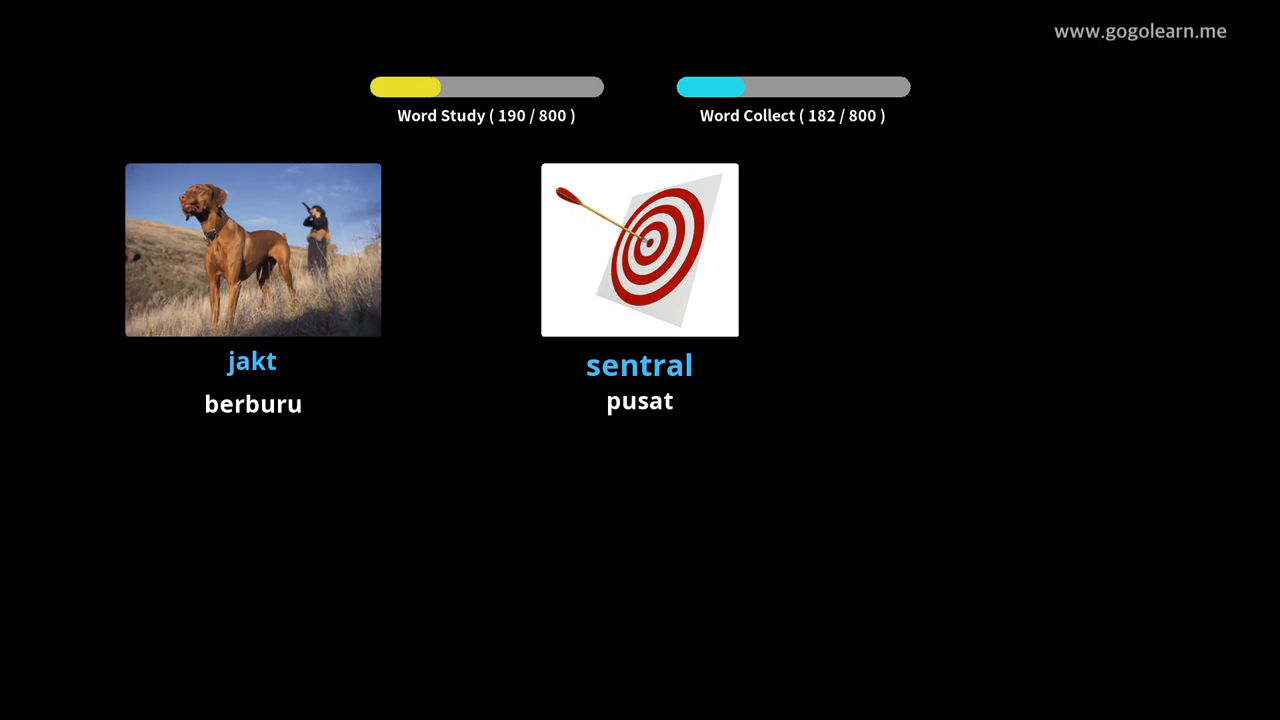 www.gogolearn.me
Word Study ( 190 / 800 )
Word Collect ( 182 / 800 )
jakt
berburu
sentral
pusat